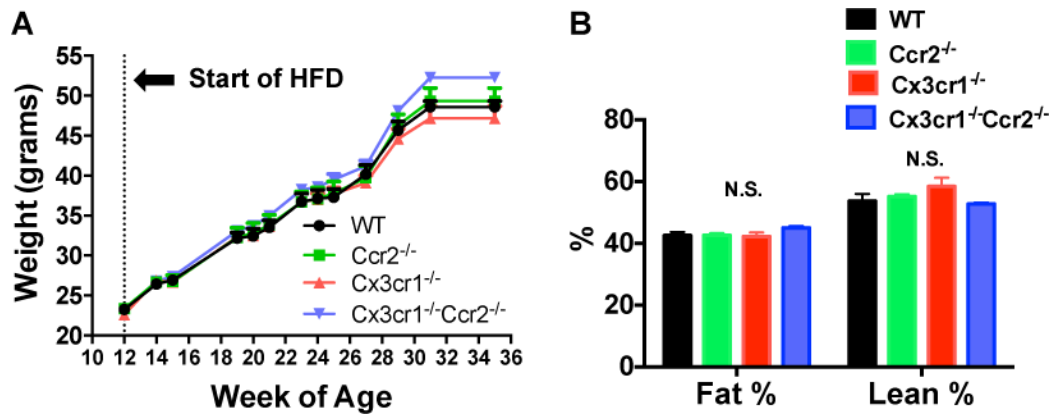 A
Weight (grams)
55
50
45
40
35
30
25
20
Start of HFD
WT
Ccr2-/-
Cx3cr1-/-
Cx3cr1-/-Ccr2-/-
10 12 14 16 18 20 22 24 26 28 30 32 34 36
Week of Age
B
WT
Ccr2-/-
Cx3cr1-/-
Cx3cr1-/-Ccr2-/-
%
80
60
40
20
0
N.S.
N.S.
Fat %
Lean %